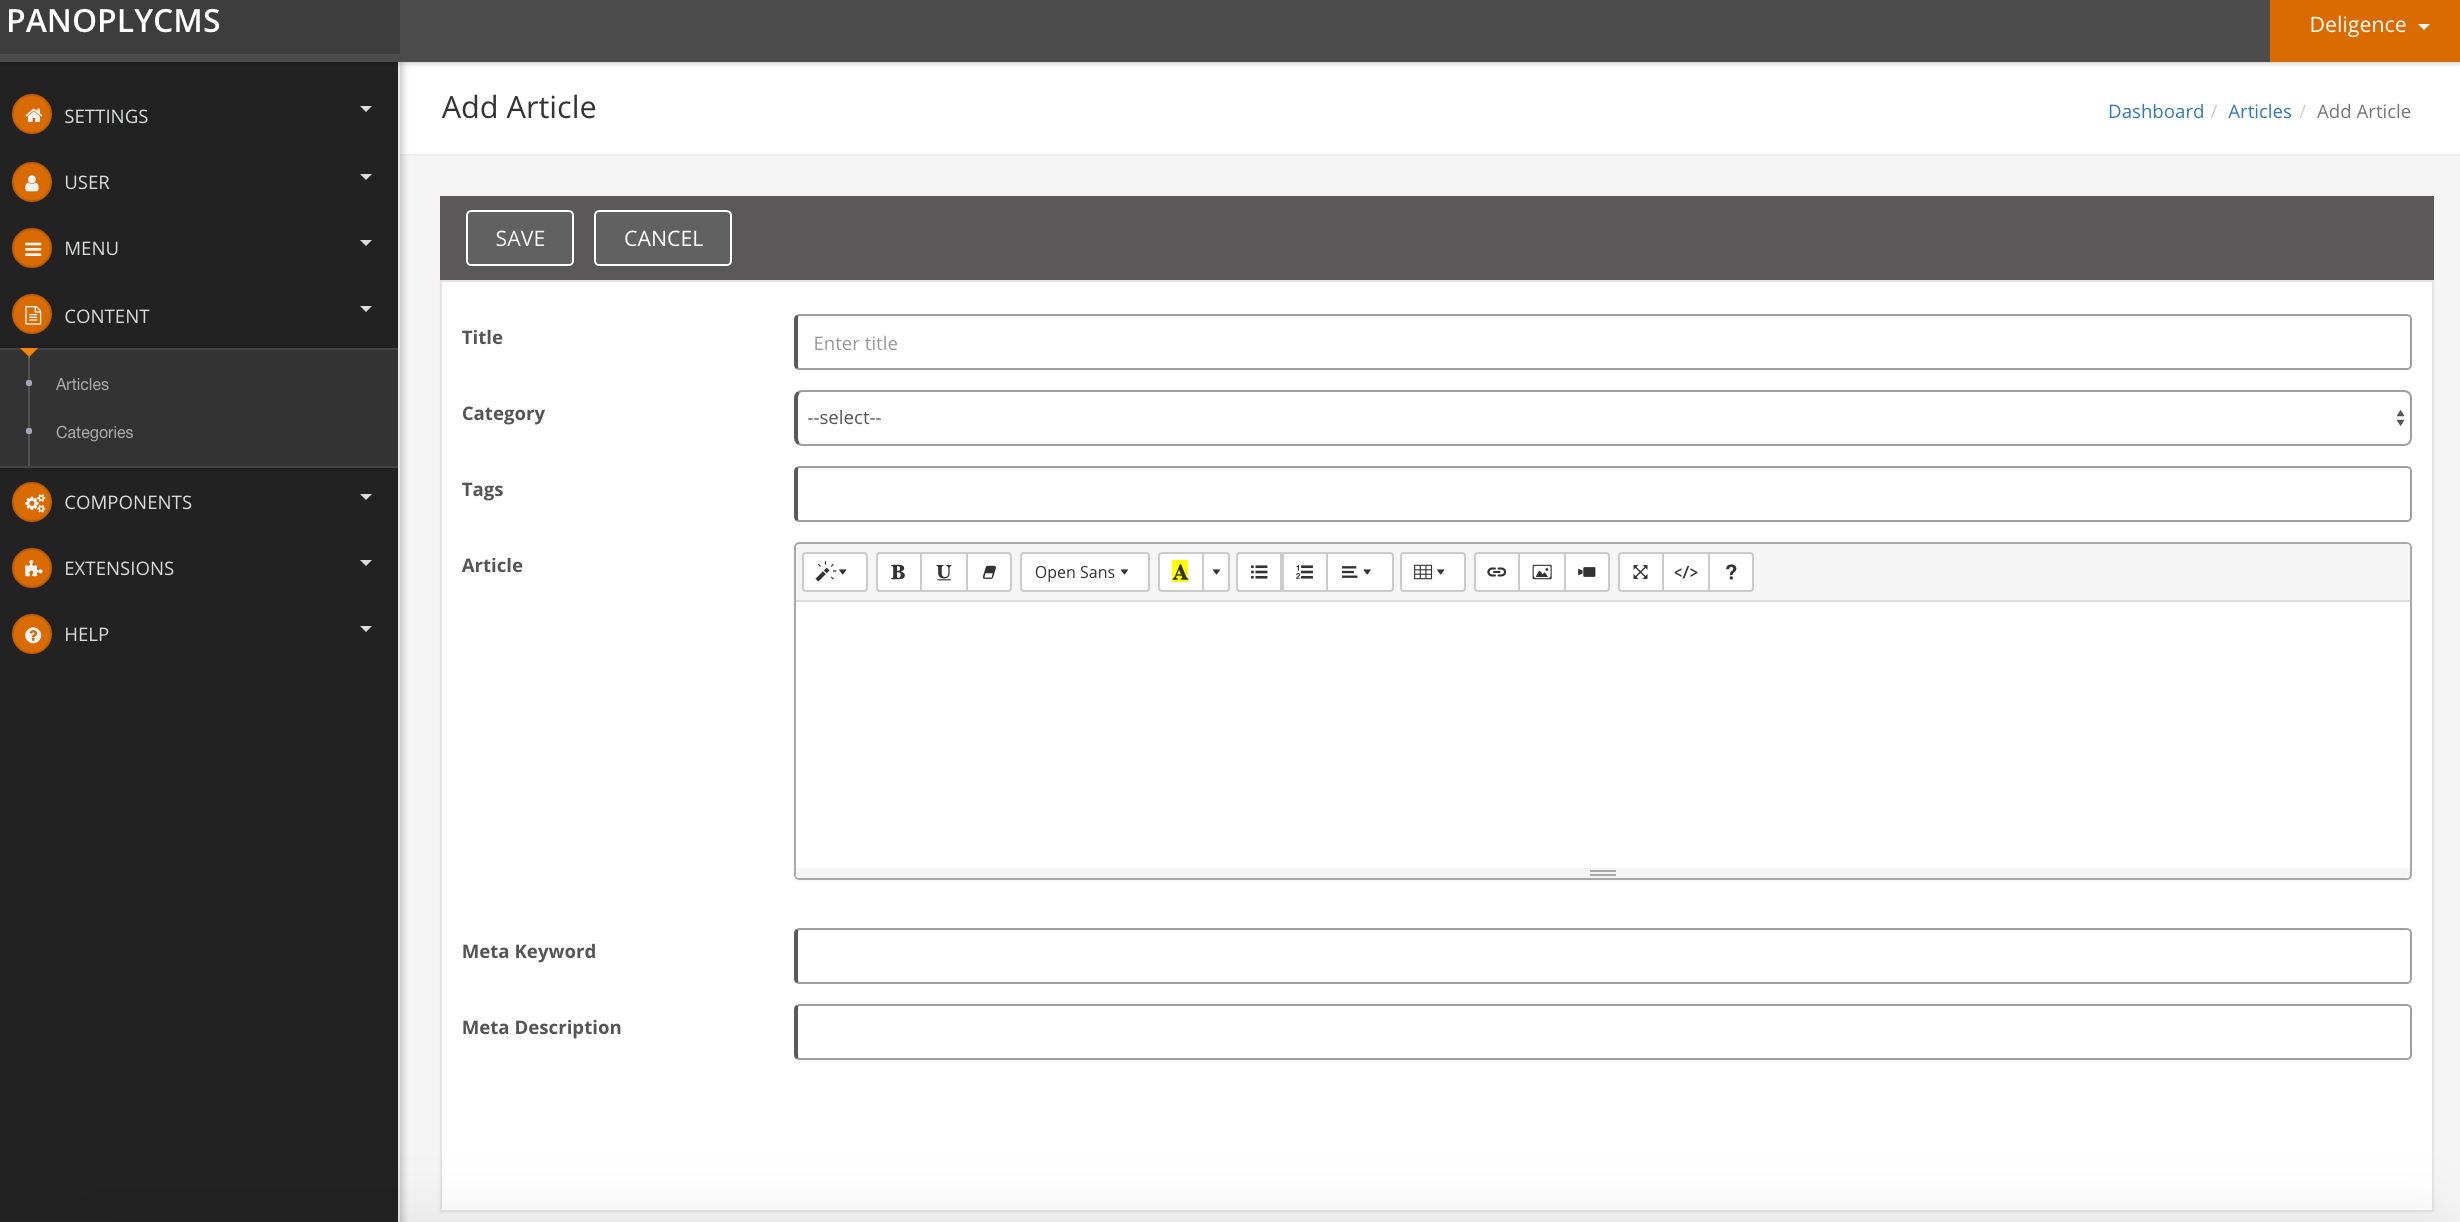 PANOPLYCMS
Deligence
SETTINGS
USER
MENU
CONTENT
Articles
Categories
COMPONENTS
EXTENSIONS
HELP
Add Article
Dashboard / Articles / Add Article
SAVE CANCEL
Title
Enter title
Category
--select--
Tags
Article
B U Open Sans A </> ?
Meta Keyword
Meta Description